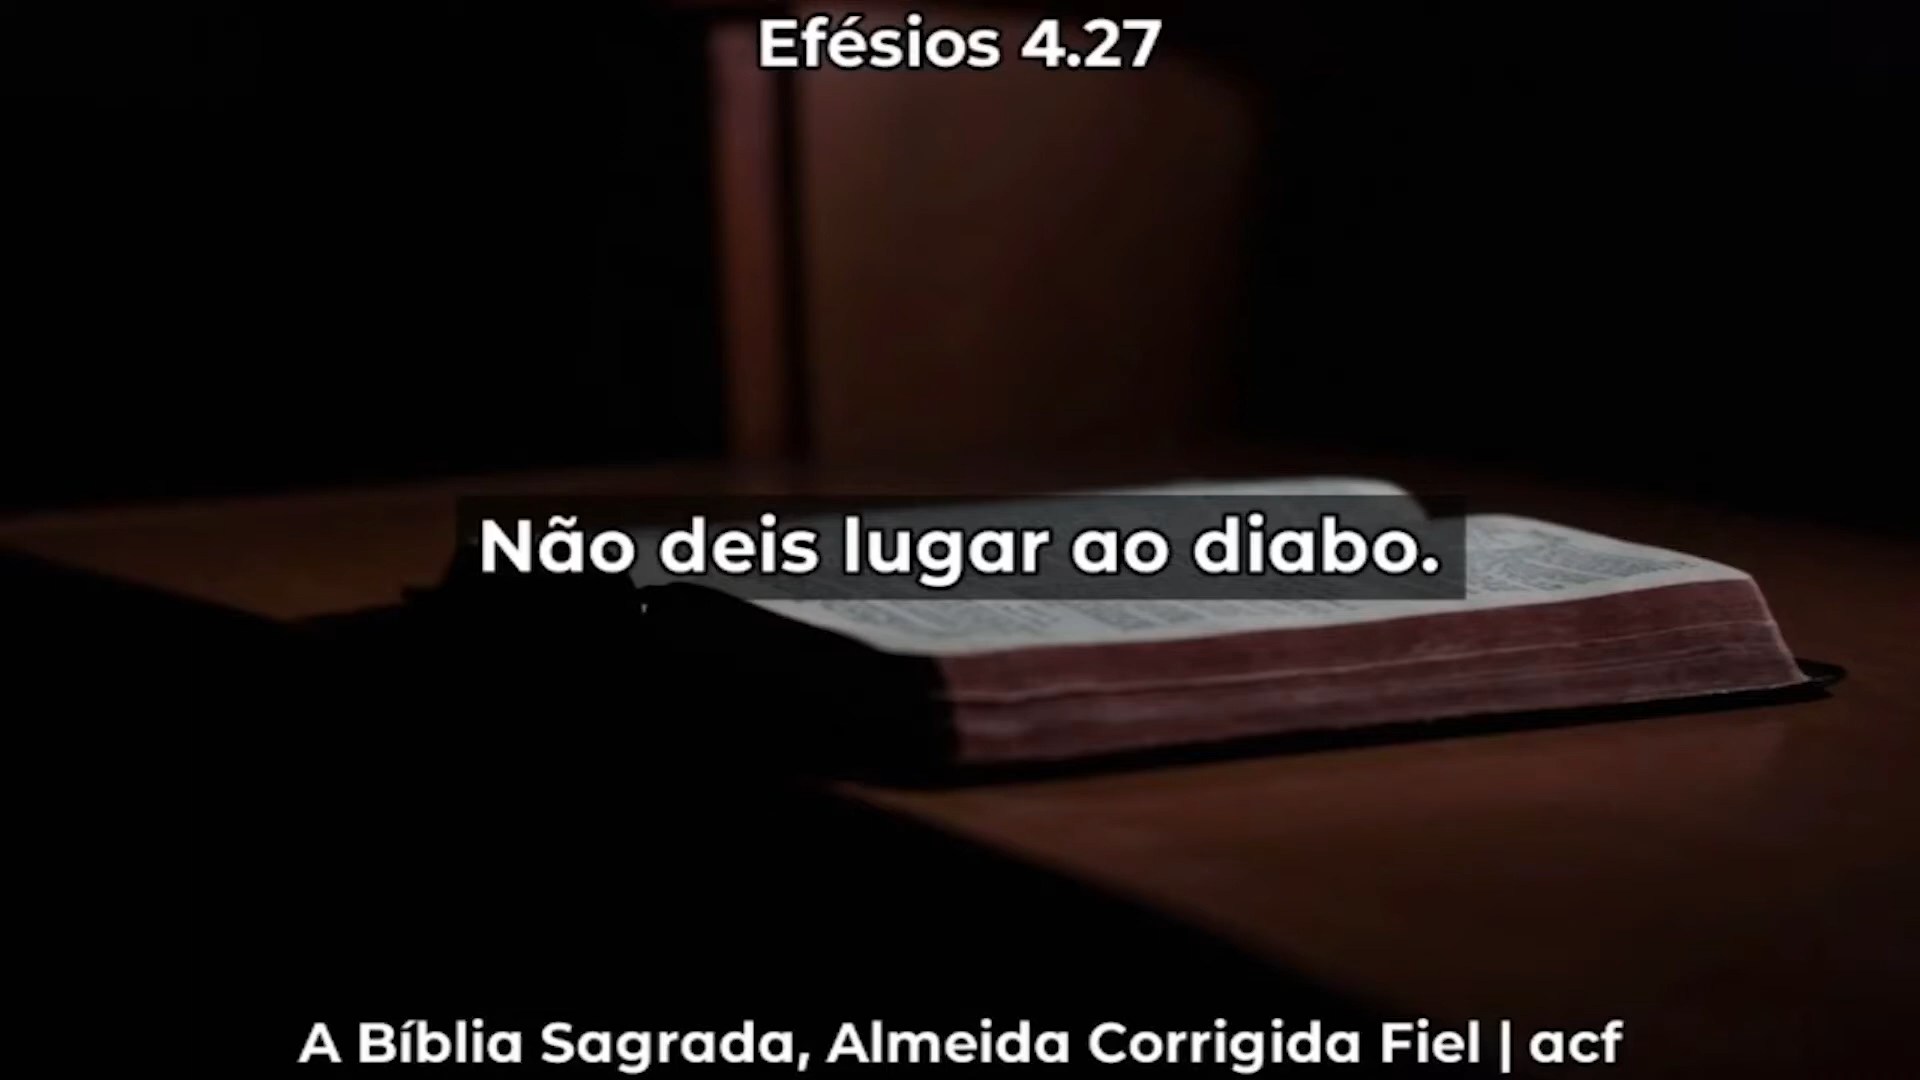 Efésios 4.27
Não deis lugar ao diabo.
A Bíblia Sagrada, Almeida Corrigida Fiel | acf